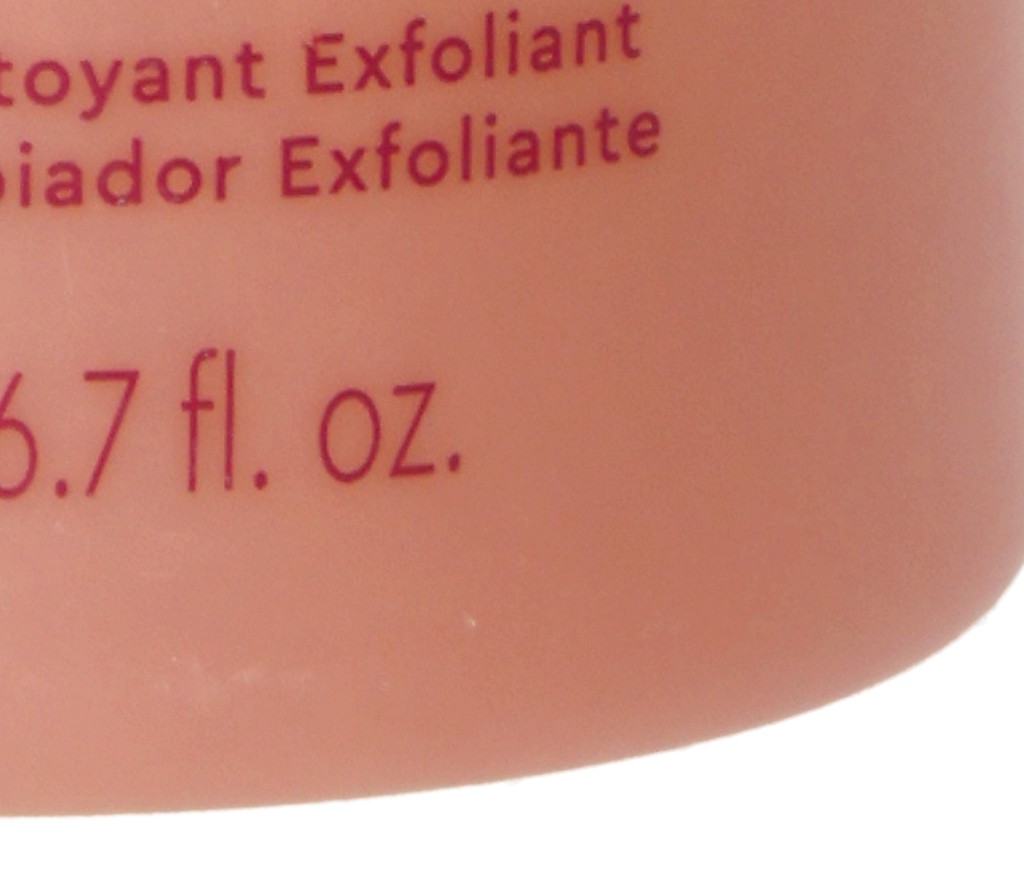 toyant Exfoliant
iador Exfoliante
6.7 fl. oz.